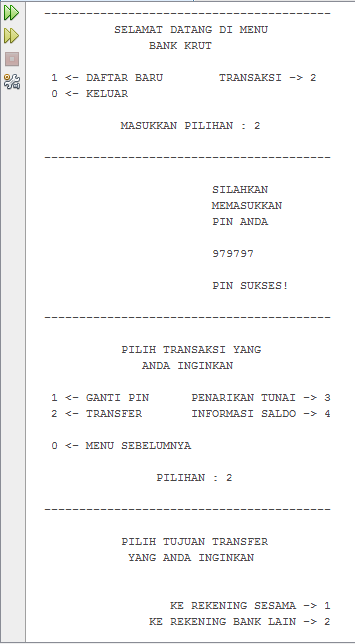 -----------------------------------------
SELAMAT DATANG DI MENU
BANK KRUT
1 <- DAFTAR BARU TRANSAKSI -> 2
0 <- KELUAR
MASUKKAN PILIHAN : 2
-----------------------------------------
SILAHKAN
MEMASUKKAN
PIN ANDA
979797
PIN SUKSES!
-----------------------------------------
PILIH TRANSAKSI YANG
ANDA INGINKAN
1 <- GANTI PIN PENARIKAN TUNAI -> 3
2 <- TRANSFER INFORMASI SALDO -> 4
0 <- MENU SEBELUMNYA
PILIHAN : 2
-----------------------------------------
PILIH TUJUAN TRANSFER
YANG ANDA INGINKAN
KE REKENING SESAMA -> 1
KE REKENING BANK LAIN -> 2